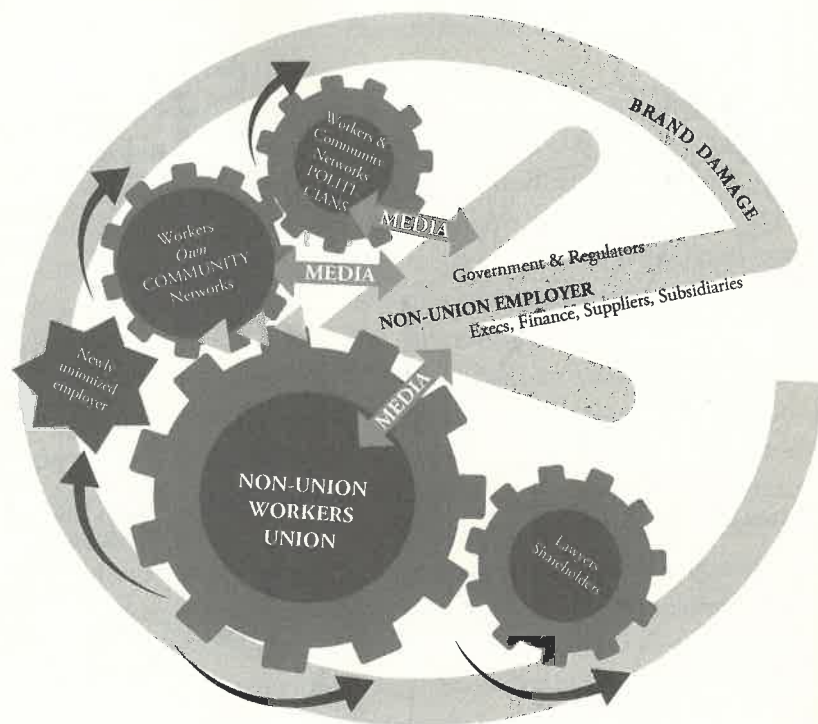 BRAND DAMAGE
Workers &
Community
Networks
POLITI
CIANS
MEDIA
Workers
Own
COMMUNITY
Networks
MEDIA
Government & Regulators
NON-UNION EMPLOYER
Execs, Finance, Suppliers, Subsidiaries
Newly
unionized
employer
MEDIA
NON-UNION
WORKERS
UNION
Lawyers
Shareholders